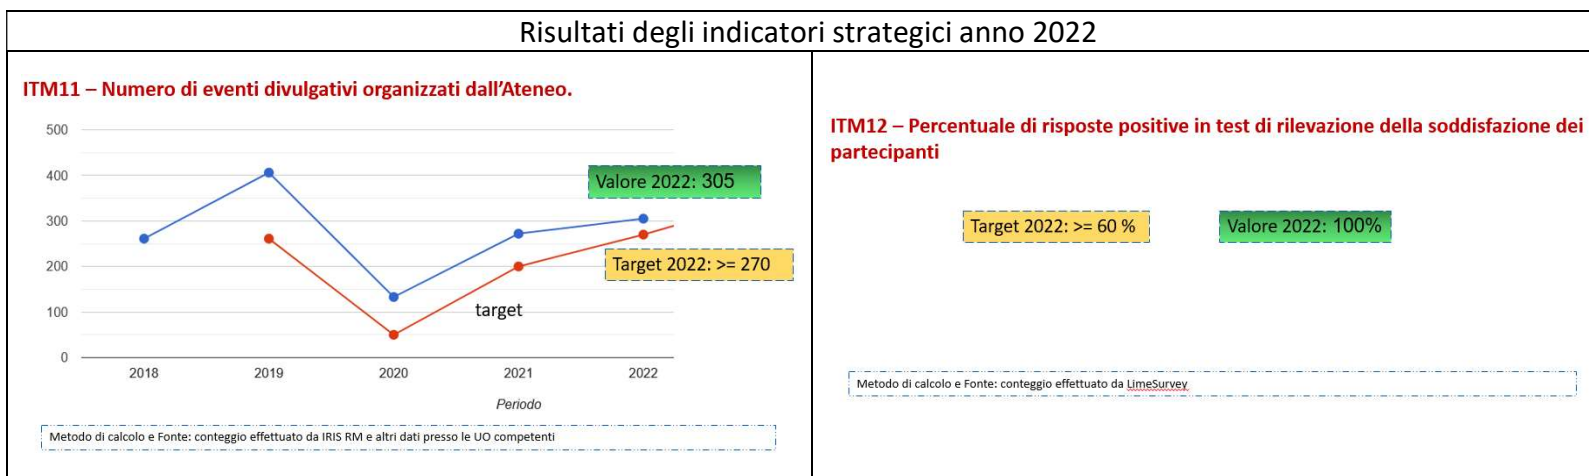 Risultati degli indicatori strategici anno 2022
ITM11 – Numero di eventi divulgativi organizzati dall'Ateneo.
500
400
300
200
100
0
Valore 2022: 305
Target 2022: >= 270
target
2018 2019 2020 2021 2022
Periodo
Metodo di calcolo e Fonte: conteggio effettuato da IRIS RM e altri dati presso le UO competenti
ITM12 – Percentuale di risposte positive in test di rilevazione della soddisfazione dei
partecipanti
Target 2022: >= 60 % Valore 2022: 100%
Metodo di calcolo e Fonte: conteggio effettuato da LimeSurvey